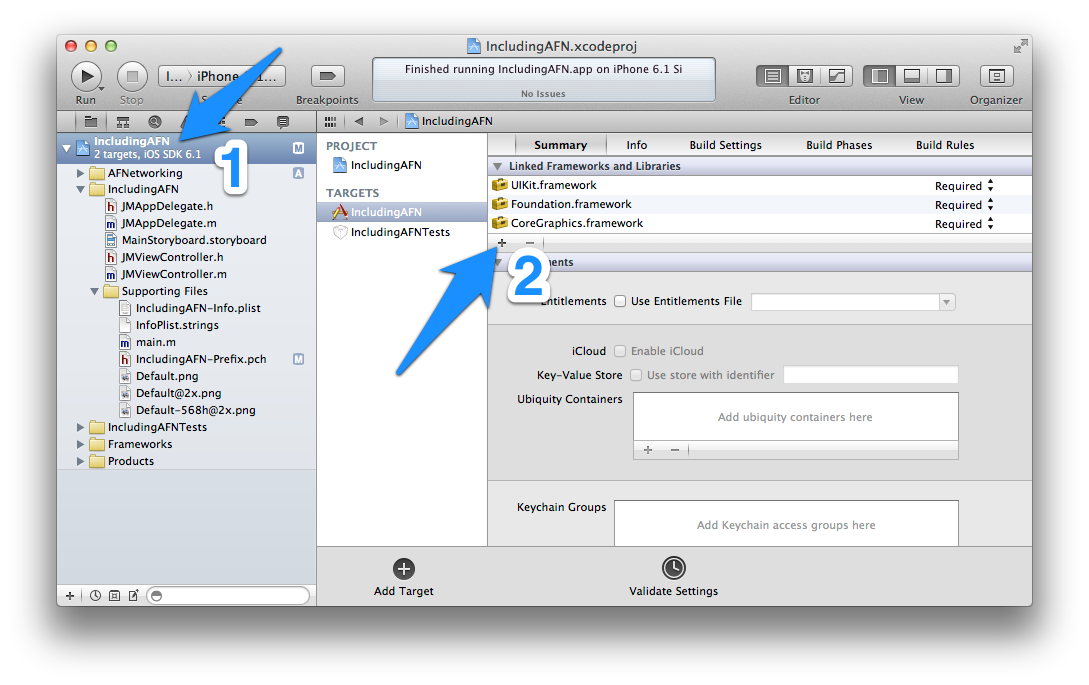 IncludingAFN.xcodeproj
I... 〉 iPhone
1...
Finished running IncludingAFN.app on iPhone 6.1 Si
No Issues
Run
Stop
Breakpoints
Editor
View
Organizer
IncludingAFN
IncludingAFN
2 targets, iOS SDK 6.1
M
1
AFNetworking
A
IncludingAFN
h JMAppDelegate.h
m JMAppDelegate.m
MainStoryboard.storyboard
h JMViewController.h
m JMViewController.m
Supporting Files
IncludingAFN-Info.plist
InfoPlist.strings
m main.m
h IncludingAFN-Prefix.pch
M
Default.png
Default@2x.png
Default-568h@2x.png
IncludingAFNTests
Frameworks
Products
PROJECT
IncludingAFN
TARGETS
IncludingAFN
IncludingAFNTests
Summary
Info
Build Settings
Build Phases
Build Rules
Linked Frameworks and Libraries
UIKit.framework
Required
Foundation.framework
Required
CoreGraphics.framework
Required
2
Entitlements
Use Entitlements File
iCloud
Enable iCloud
Key-Value Store
Use store with identifier
Ubiquity Containers
Add ubiquity containers here
Keychain Groups
Add Keychain access groups here
Add Target
Validate Settings